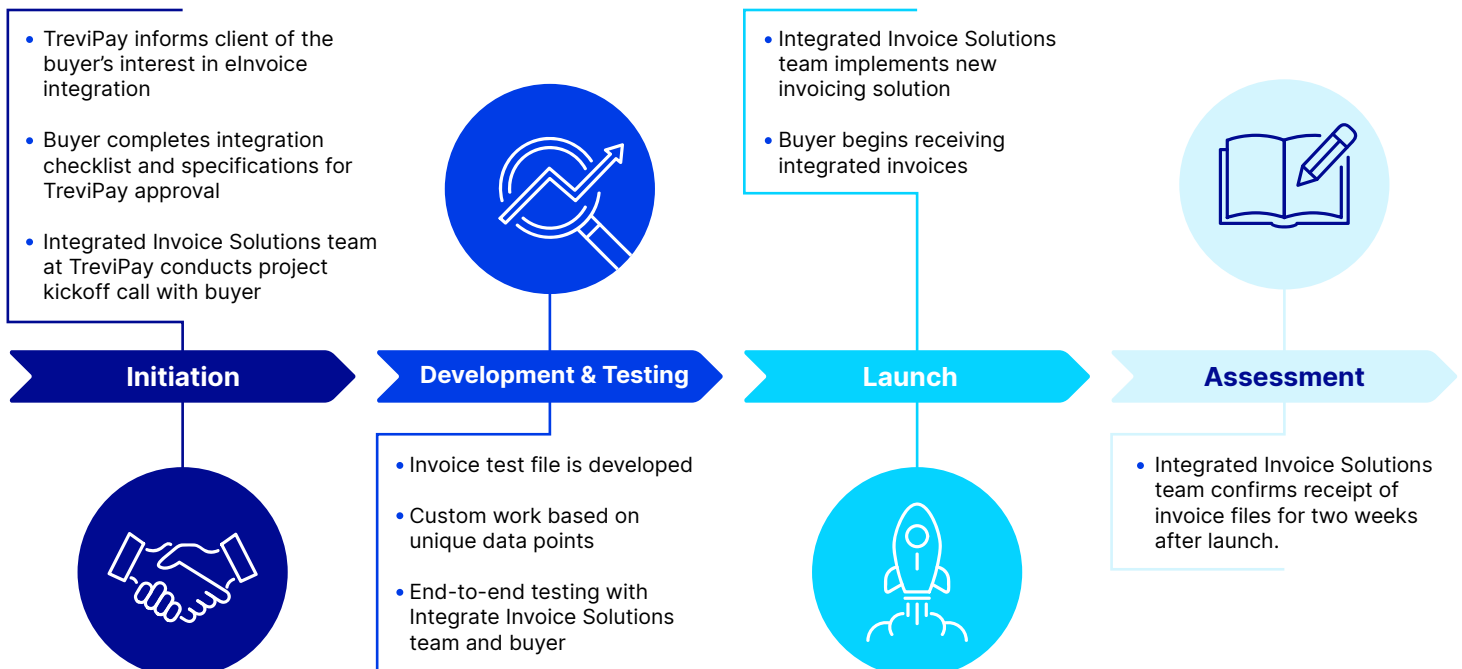 TreviPay informs client of the
buyer’s interest in eInvoice
integration
Buyer completes integration
checklist and specifications for
TreviPay approval
Integrated Invoice Solutions team
at TreviPay conducts project
kickoff call with buyer
Initiation
Development & Testing
Invoice test file is developed
Custom work based on
unique data points
End-to-end testing with
Integrate Invoice Solutions
team and buyer
Integrated Invoice Solutions
team implements new
invoicing solution
Buyer begins receiving
integrated invoices
Launch
Assessment
Integrated Invoice Solutions
team confirms receipt of
invoice files for two weeks
after launch.